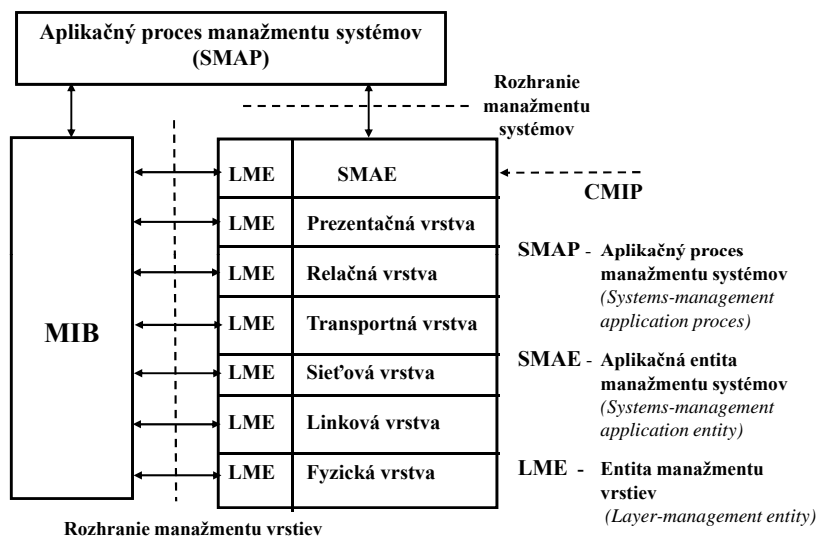 Aplikačný proces manažmentu systémov
(SMAP)
Rozhranie
manažmentu
systémov
MIB
LME SMAE
CMIP
LME Prezentačná vrstva
LME Relačná vrstva
LME Transportná vrstva
LME Sieťová vrstva
LME Linková vrstva
LME Fyzická vrstva
SMAP - Aplikačný proces
manažmentu systémov
(Systems-management
application proces)
SMAE - Aplikačná entita
manažmentu systémov
(Systems-management
application entity)
LME - Entita manažmentu
vrstiev
(Layer-management entity)
Rozhranie manažmentu vrstiev